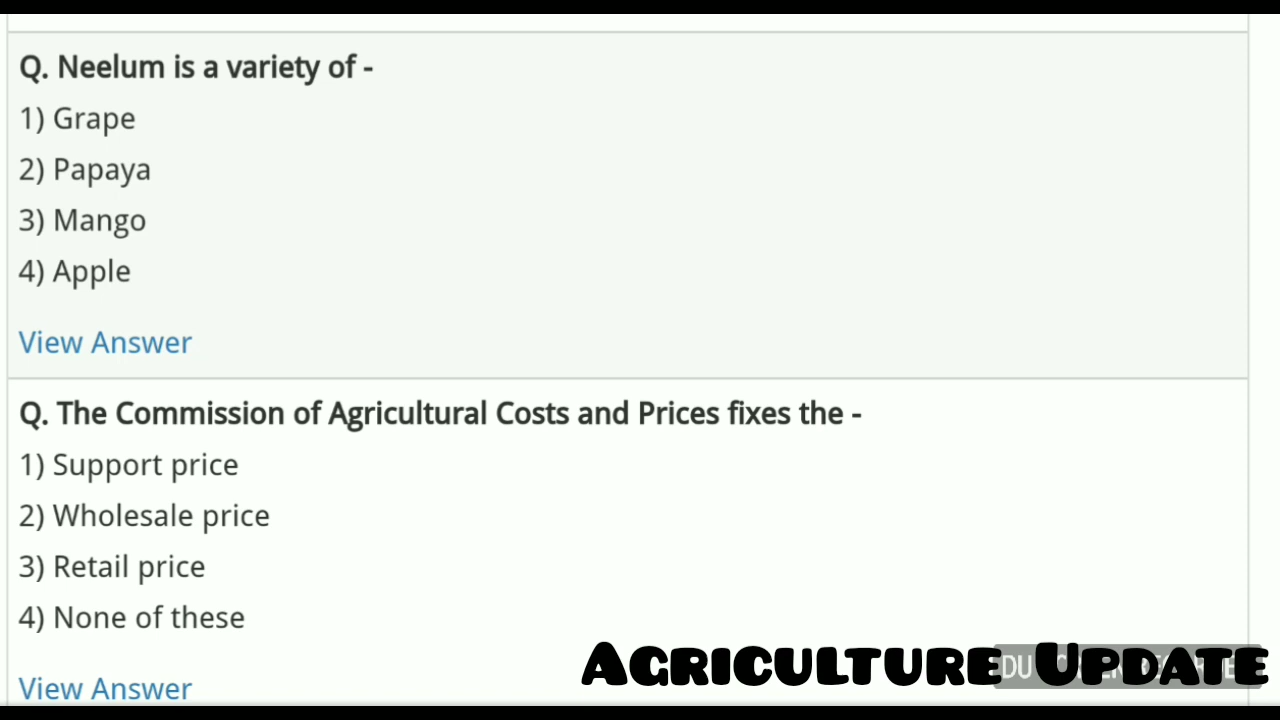 Q. Neelum is a variety of -
1) Grape
2) Papaya
3) Mango
4) Apple
View Answer
Q. The Commission of Agricultural Costs and Prices fixes the -
1) Support price
2) Wholesale price
3) Retail price
4) None of these
View Answer
AGRICULTURE UPDATE